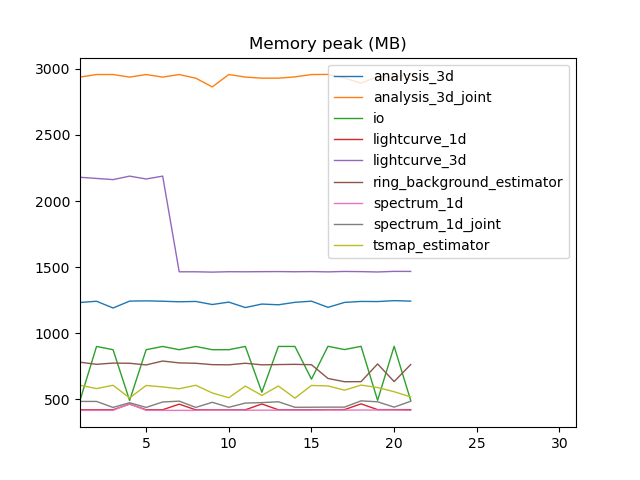 Memory peak (MB)
3000
2500
2000
1500
1000
500
analysis_3d
analysis_3d_joint
io
lightcurve_1d
lightcurve_3d
ring_background_estimator
spectrum_1d
spectrum_1d_joint
tsmap_estimator
5 10 15 20 25 30